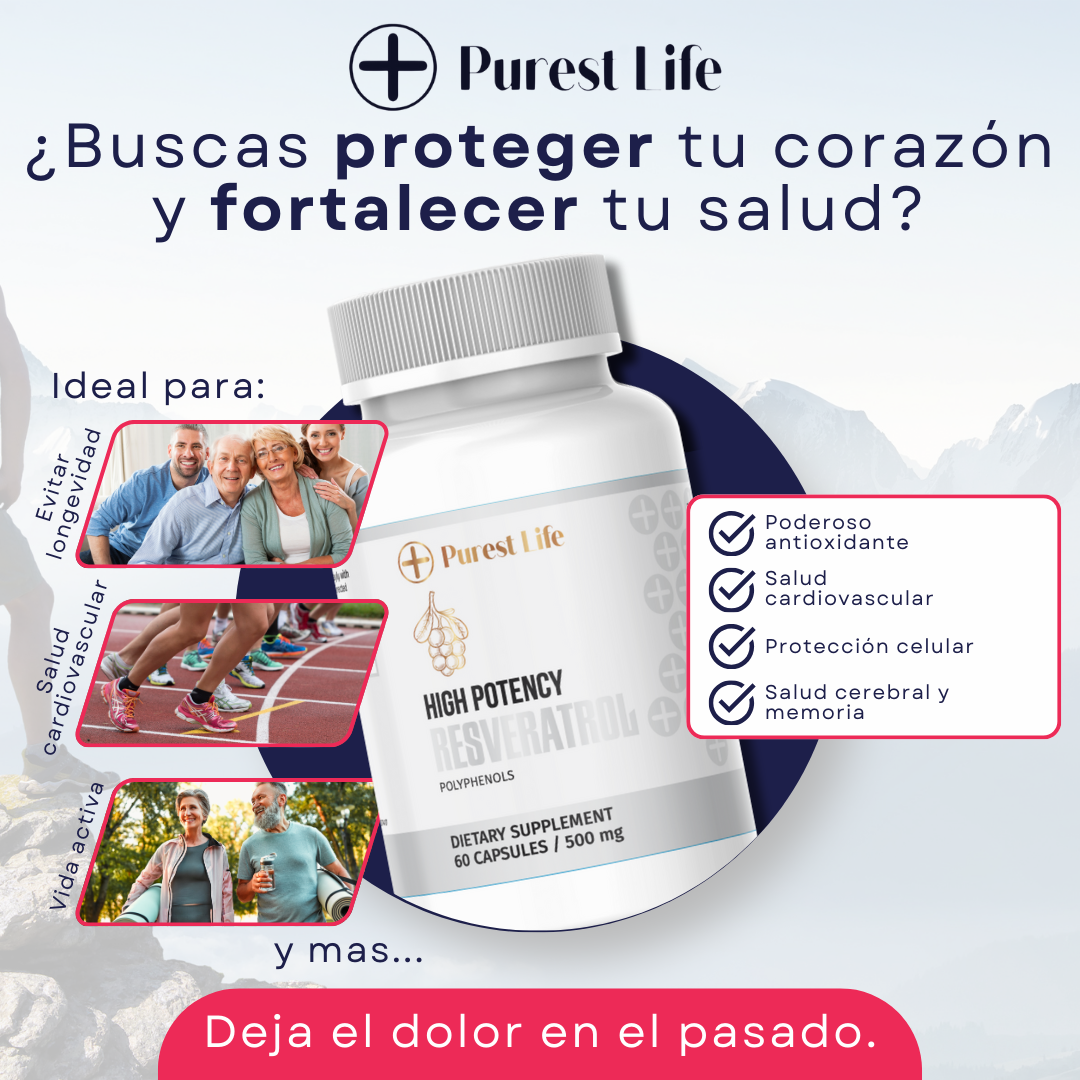 Purest Life
¿Buscas proteger tu corazón
y fortalecer tu salud?
Ideal para:
Evitar
longevidad
Salud
cardiovascular
Vida activa
y mas...
Purest Life
HIGH POTENCY
RESVERATROL
POLYPHENOLS
DIETARY SUPPLEMENT
60 CAPSULES / 500 mg
Poderoso
antioxidante
Salud
cardiovascular
Protección celular
Salud cerebral y
memoria
Deja el dolor en el pasado.